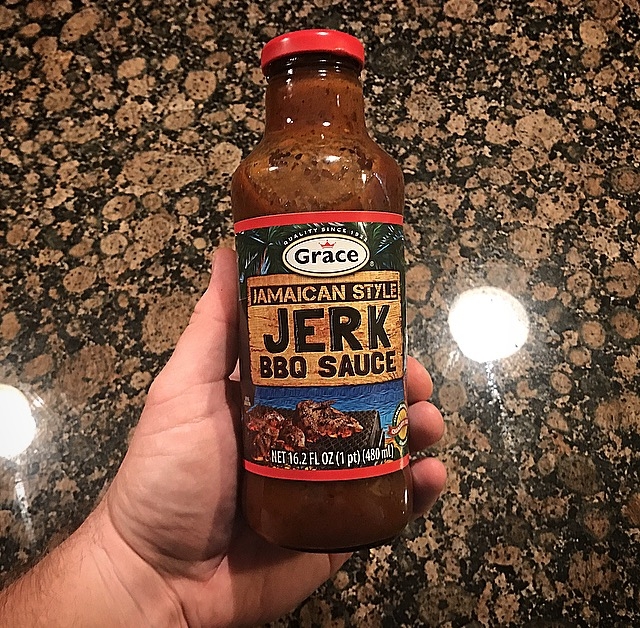 QUALITY SINCE
Grace
JAMAICAN STYLE
JERK
BBQ SAUCE
NET 16.2 FL OZ (1 pt) (480 ml)